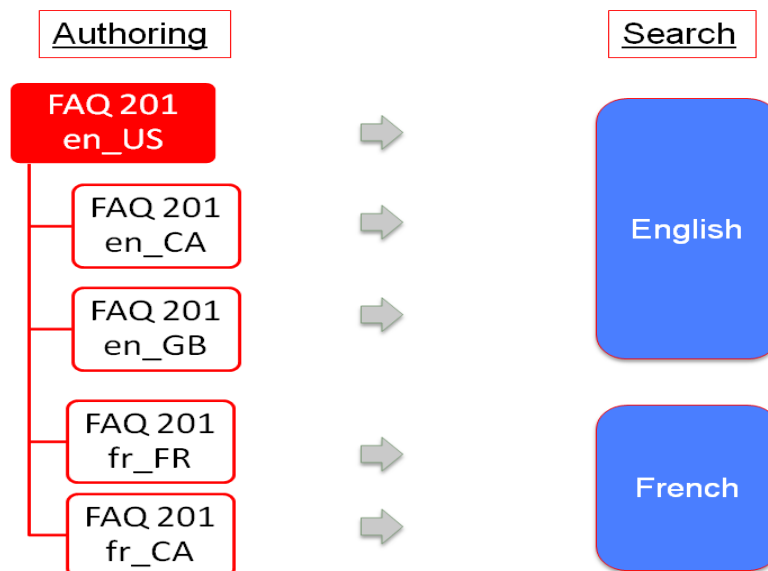 Authoring
Search
FAQ 201
en_US
FAQ 201
en_CA
English
FAQ 201
en_GB
FAQ 201
fr_FR
French
FAQ 201
fr_CA